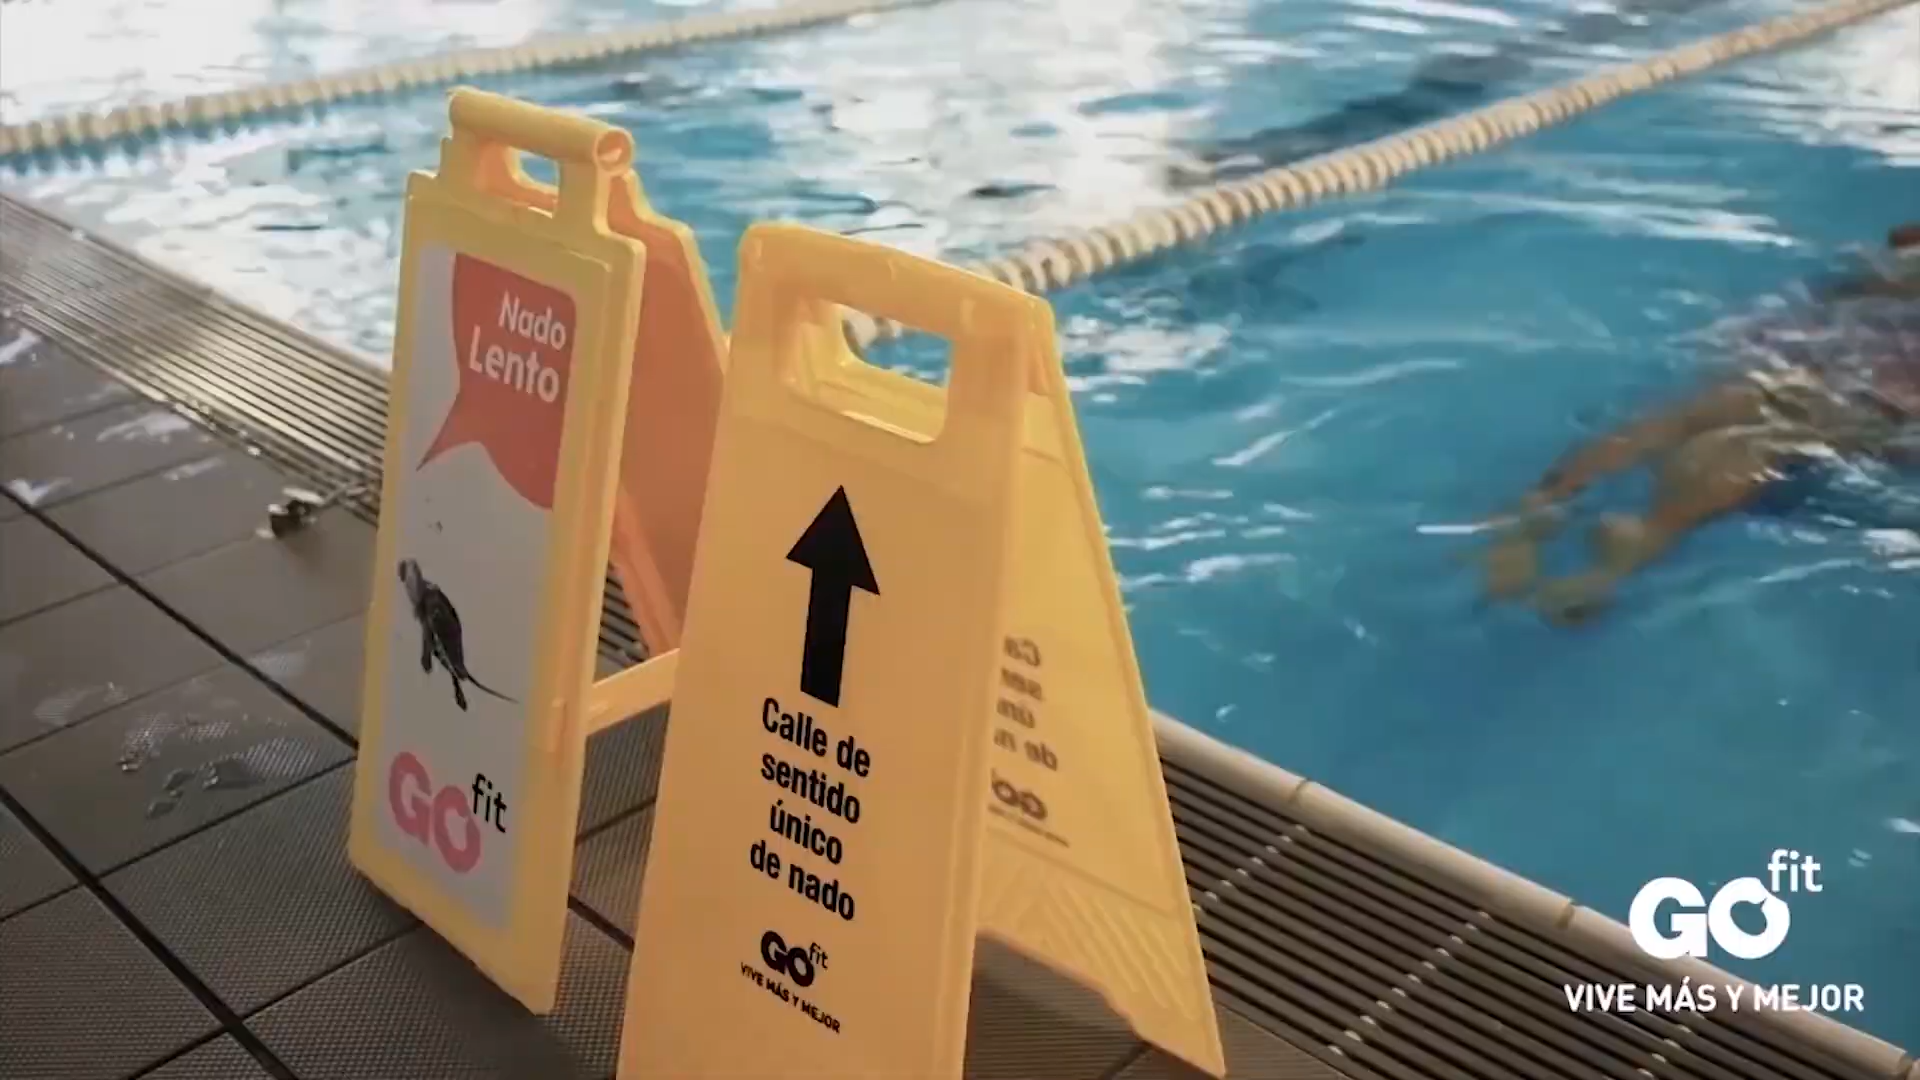 Nado
Lento
GO fit
Calle de
sentido
único
de nado
GO fit
VIVE MÁS Y MEJOR
GO fit
VIVE MÁS Y MEJOR